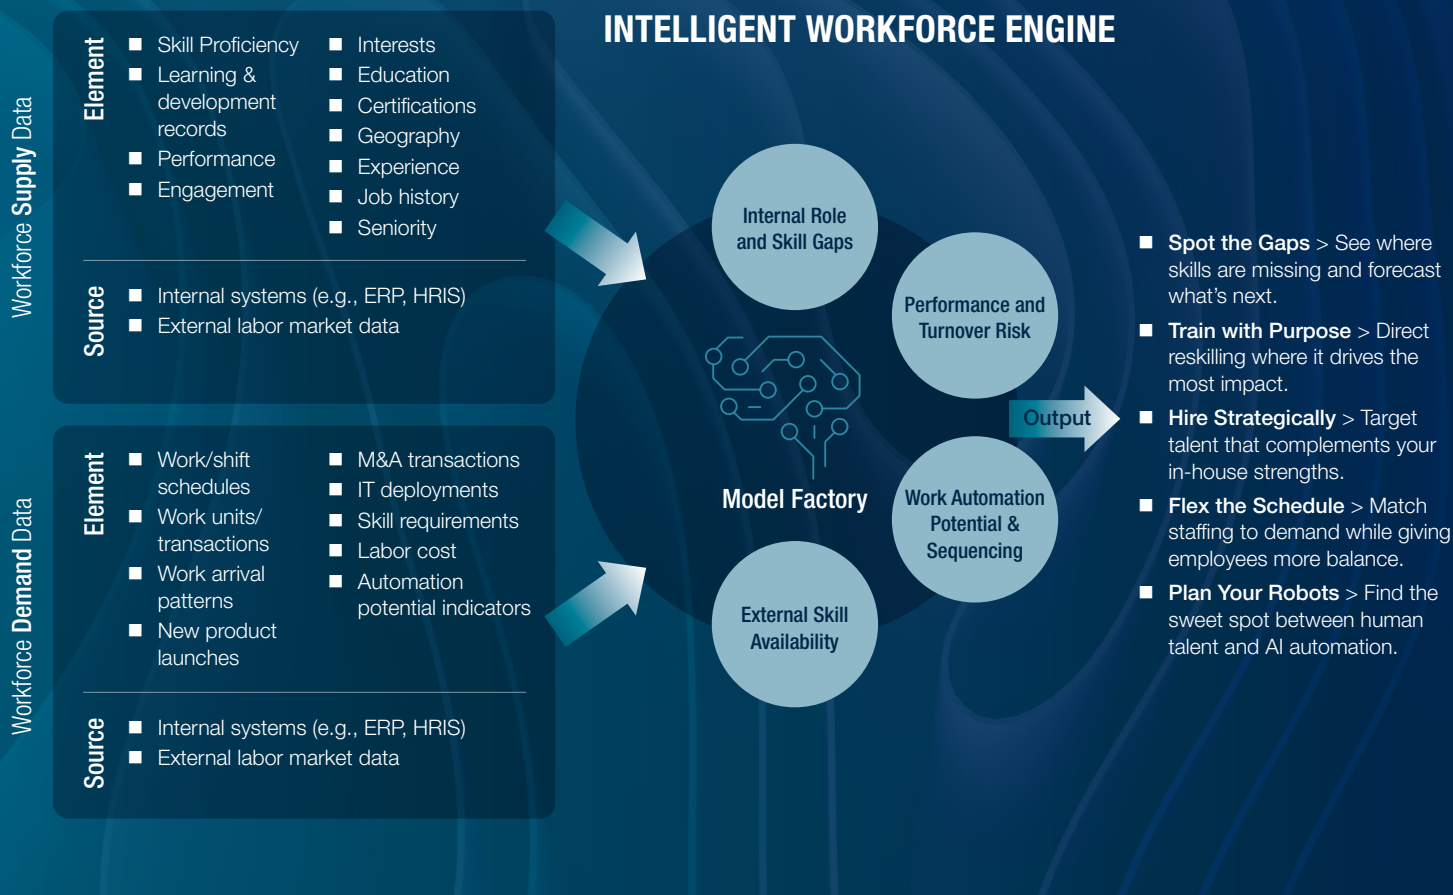 INTELLIGENT WORKFORCE ENGINE
Workforce Supply Data
Element
Skill Proficiency
Learning &
development
records
Performance
Engagement
Interests
Education
Certifications
Geography
Experience
Job history
Seniority
Source
Internal systems (e.g., ERP, HRIS)
External labor market data
Workforce Demand Data
Element
Work/shift
schedules
Work units/
transactions
Work arrival
patterns
New product
launches
M&A transactions
IT deployments
Skill requirements
Labor cost
Automation
potential indicators
Source
Internal systems (e.g., ERP, HRIS)
External labor market data
Internal Role
and Skill Gaps
Performance and
Turnover Risk
Model Factory
Work Automation
Potential &
Sequencing
External Skill
Availability
Output
Spot the Gaps > See where
skills are missing and forecast
what's next.
Train with Purpose > Direct
reskilling where it drives the
most impact.
Hire Strategically > Target
talent that complements your
in-house strengths.
Flex the Schedule > Match
staffing to demand while giving
employees more balance.
Plan Your Robots > Find the
sweet spot between human
talent and AI automation.